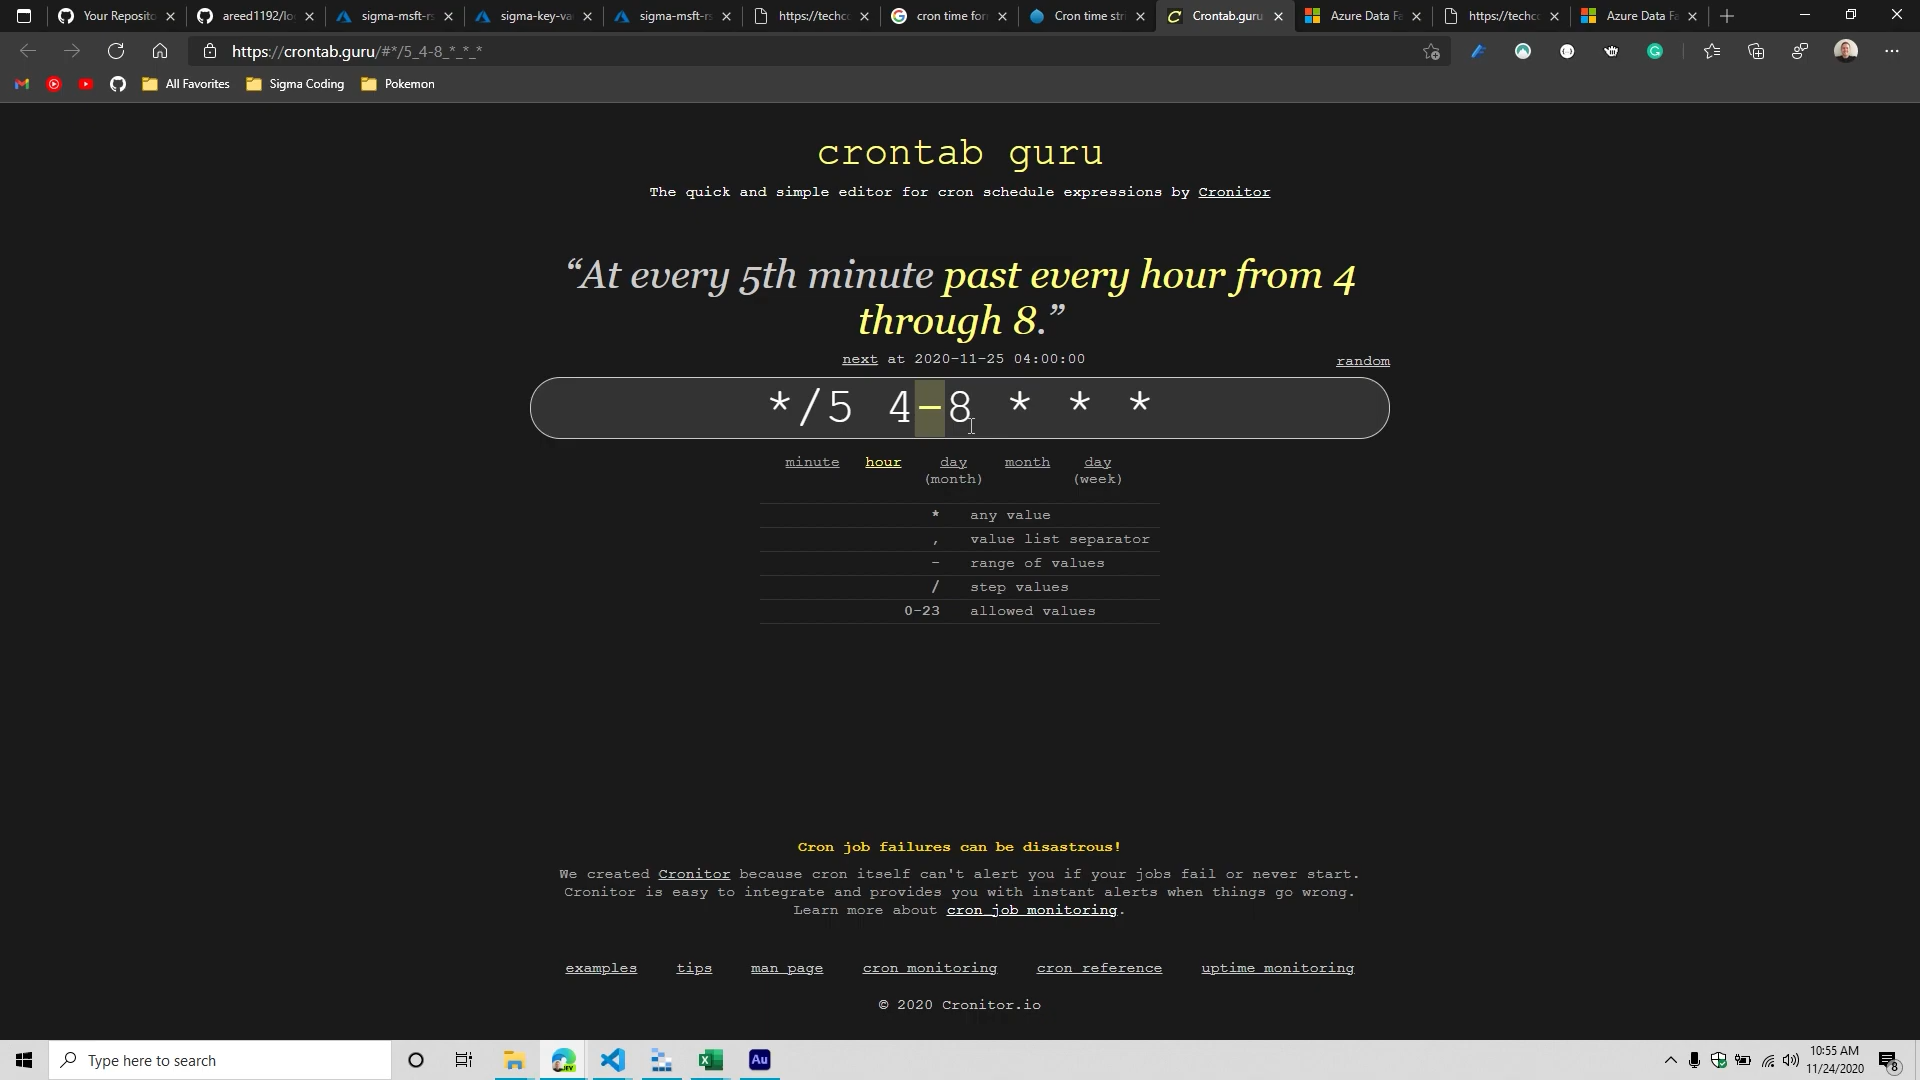 Your Reposito
areed1192/lo
sigma-msft-rs
sigma-key-va
sigma-msft-rs
https://techco
cron time for
Cron time str
Crontab.guru
Azure Data Fa
https://techco
Azure Data Fa
https://crontab.guru/#*/5_4-8_*_*_*
All Favorites
Sigma Coding
Pokemon
crontab guru
The quick and simple editor for cron schedule expressions by Cronitor
“At every 5th minute past every hour from 4
through 8.”
next at 2020-11-25 04:00:00
random
*/5 4-8 * * *
minute hour day month day
(month) (week)
* any value
, value list separator
- range of values
/ step values
0-23 allowed values
Cron job failures can be disastrous!
We created Cronitor because cron itself can't alert you if your jobs fail or never start.
Cronitor is easy to integrate and provides you with instant alerts when things go wrong.
Learn more about cron job monitoring.
examples tips man page cron monitoring cron reference uptime monitoring
© 2020 Cronitor.io
Type here to search
Au
10:55 AM
11/24/2020
8